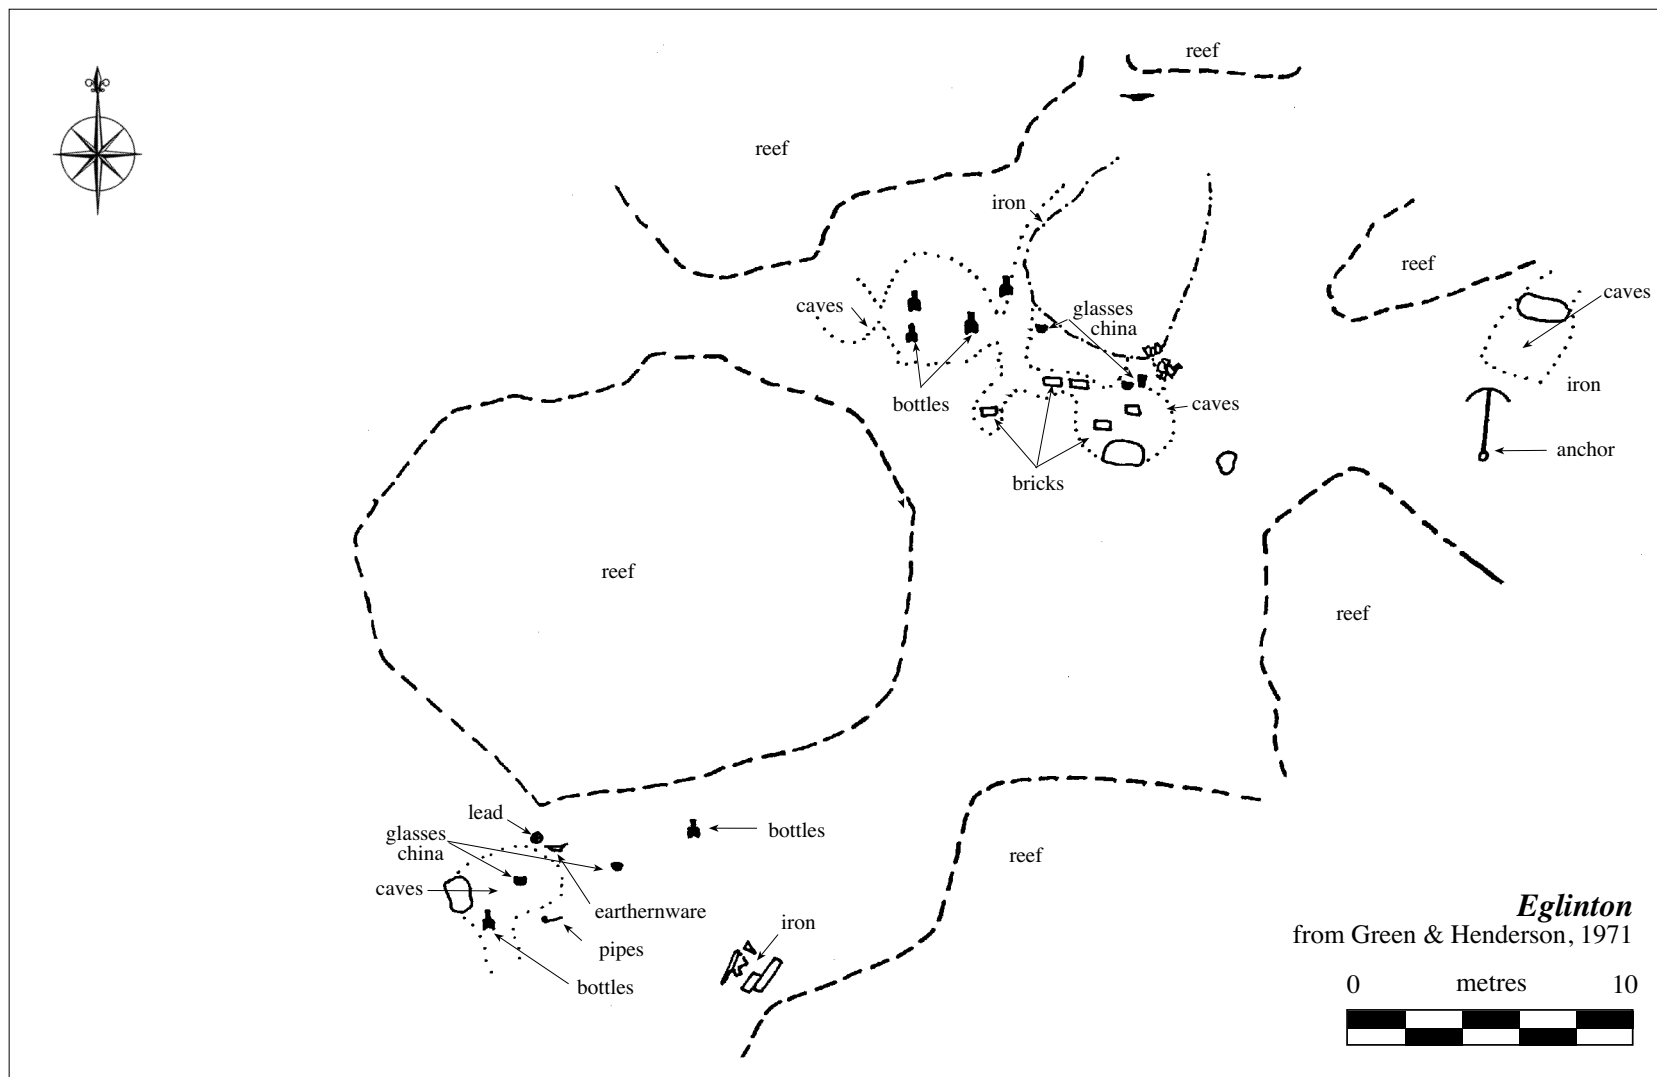 reef
reef
iron
reef
caves
caves
glasses
china
iron
bottles
caves
anchor
bricks
reef
reef
lead
bottles
glasses
china
reef
caves
earthernware
iron
pipes
bottles
Eglinton
from Green & Henderson, 1971
0 metres 10